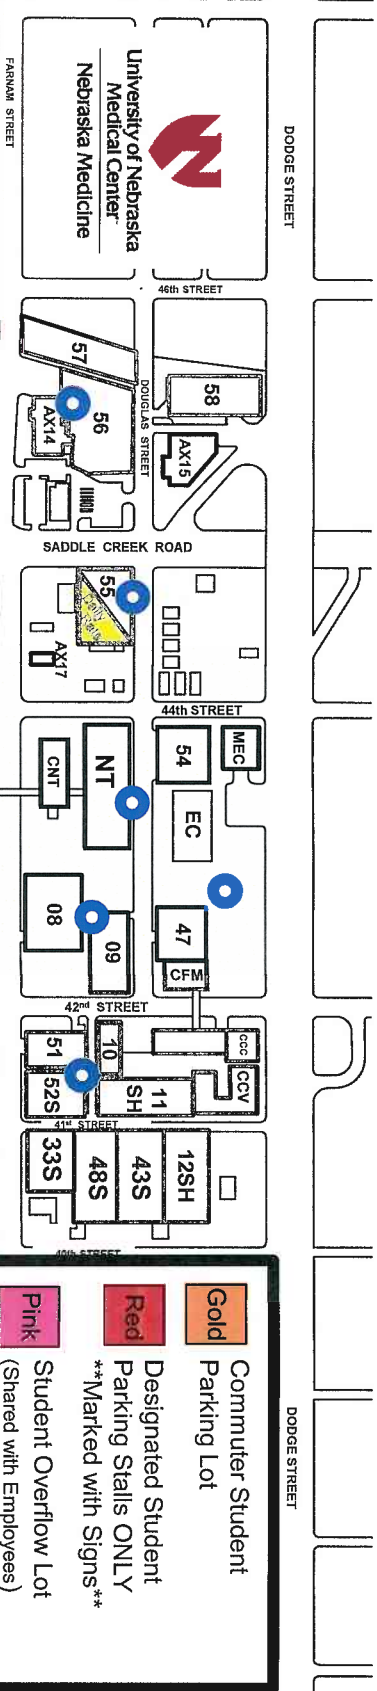 FARNAM STREET
DODGE STREET
University of Nebraska
Medical Center
Nebraska Medicine
46th STREET
57
58
56
AX14
DOUGLAS STREET
AX15
SADDLE CREEK ROAD
55
AX17
44th STREET
MEC
54
NT
CNT
EC
08
09
47
CFM
42nd STREET
51
52S
10
11
SH
CCC
CCV
41st STREET
33S
48S
43S
12SH
40th STREET
DODGE STREET
Gold
Commuter Student
Parking Lot
Red
Designated Student
Parking Stalls ONLY
**Marked with Signs**
Pink
Student Overflow Lot
(Shared with Employees)